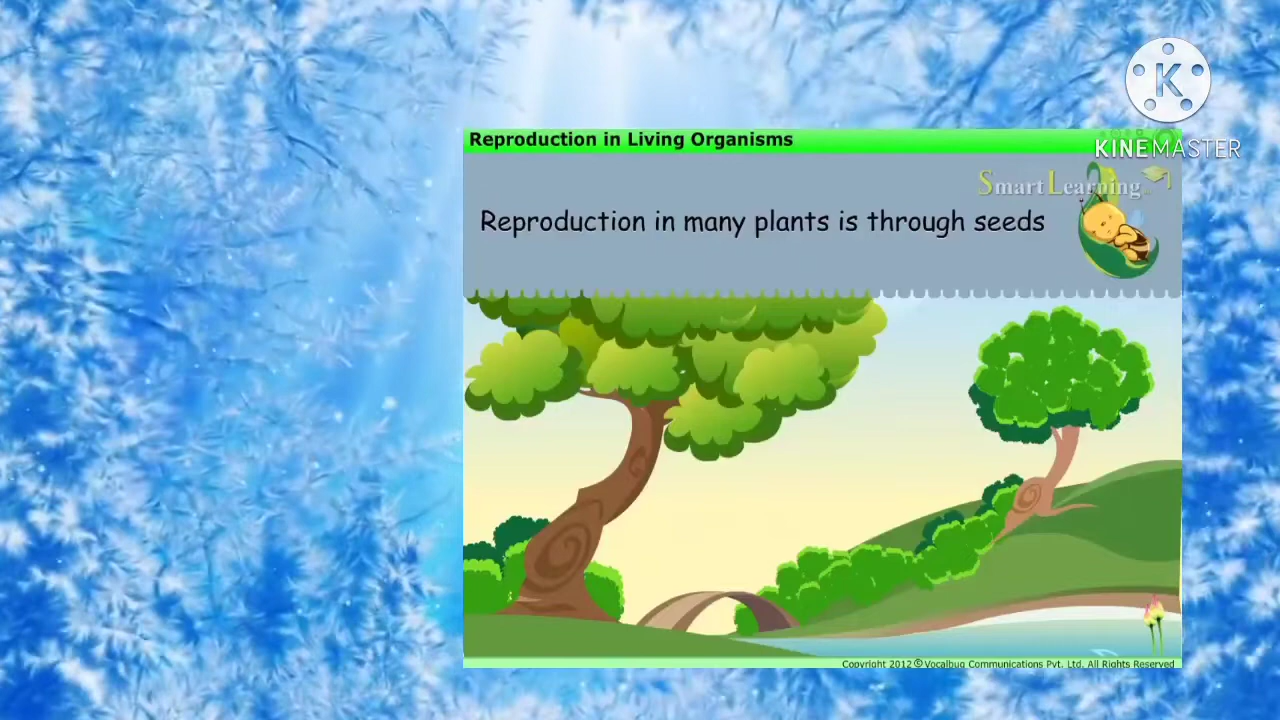 K
KINEMASTER
Reproduction in Living Organisms
Smart Learning
Reproduction in many plants is through seeds
Copyright 2012 © Vocalbug Communications Pvt. Ltd. All Rights Reserved